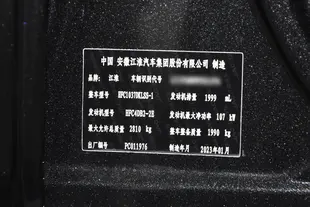 中国 安徽江淮汽车集团股份有限公司 制造
品牌: 江淮 车辆识别代号
整车型号 HFC1037DKLSS-1 发动机排量 1999 mL
发动机型号 HFC4DB2-2E 发动机最大净功率 107 kW
最大允许总质量 2810 kg 整车质量 1990 kg
出厂编号 PC011976 制造年月 2023年01月